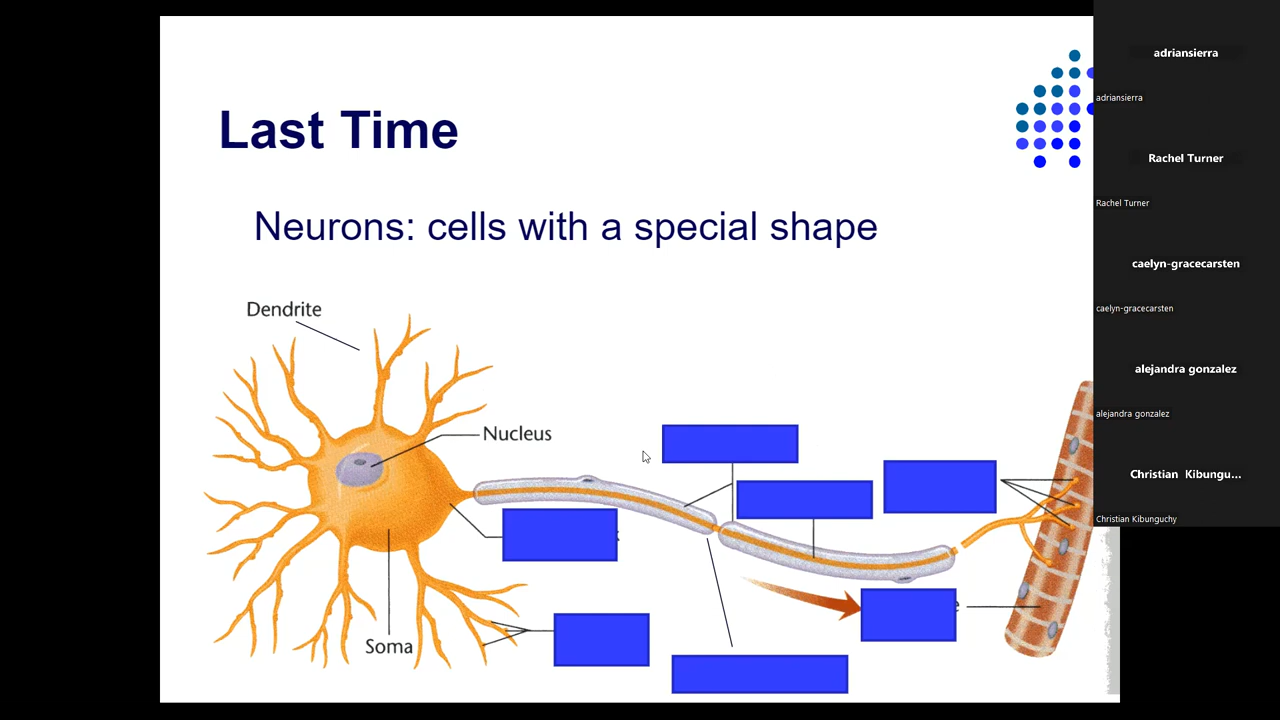 Last Time
Neurons: cells with a special shape
Dendrite
Nucleus
Soma
adriansierra
adriansierra
Rachel Turner
Rachel Turner
caelyn-gracecarsten
caelyn-gracecarsten
alejandra gonzalez
alejandra gonzalez
Christian Kibungu...
Christian Kibunguchy